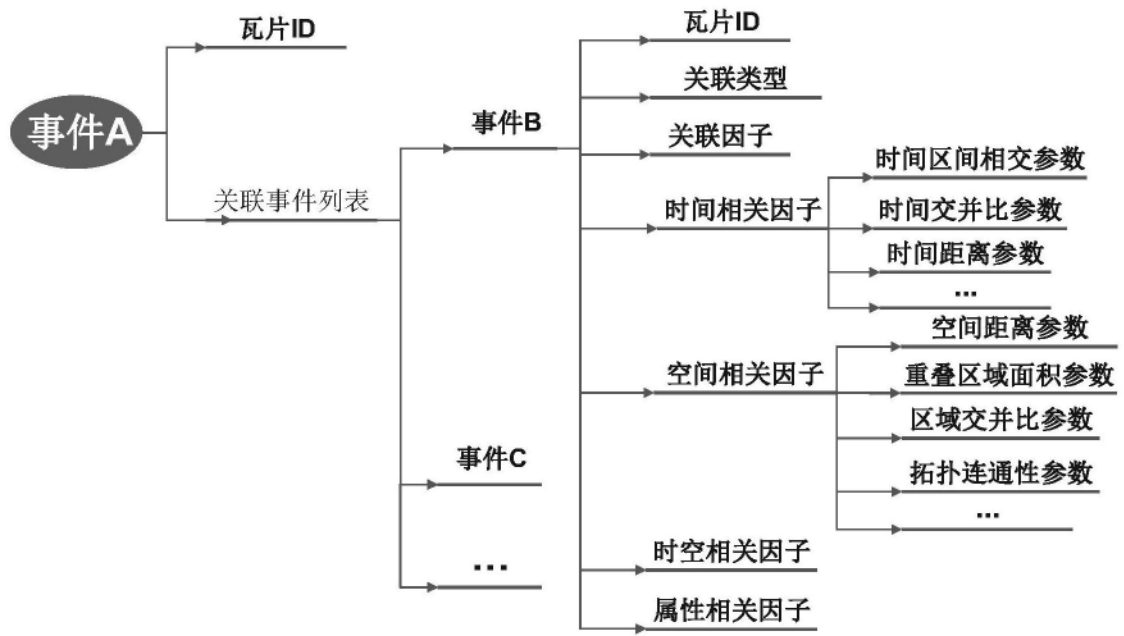 事件A
瓦片ID
关联事件列表
事件B
瓦片ID
关联类型
关联因子
时间相关因子
时间区间相交参数
时间交并比参数
时间距离参数
...
空间相关因子
空间距离参数
重叠区域面积参数
区域交并比参数
拓扑连通性参数
...
时空相关因子
属性相关因子
事件C
...